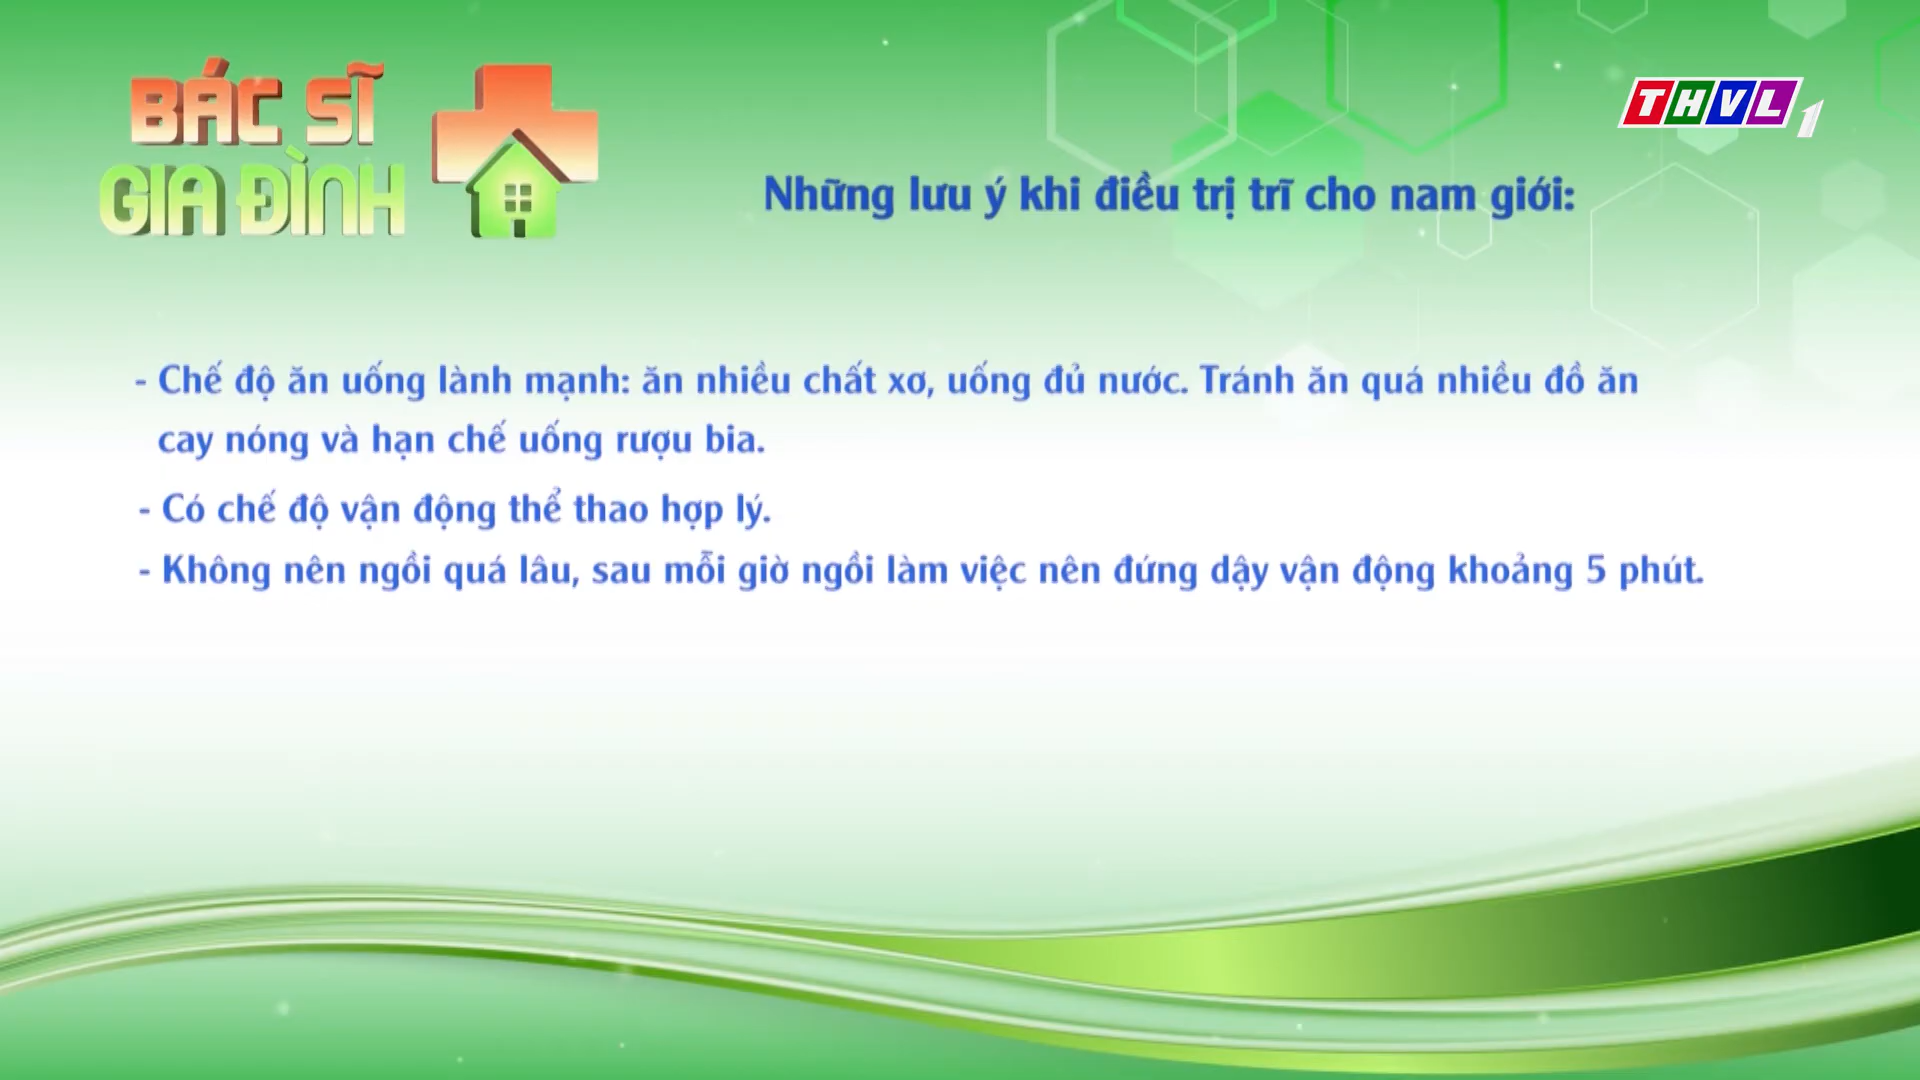 BÁC SĨ
GIA ĐÌNH
THVL 1
Những lưu ý khi điều trị trĩ cho nam giới:
- Chế độ ăn uống lành mạnh: ăn nhiều chất xơ, uống đủ nước. Tránh ăn quá nhiều đồ ăn
cay nóng và hạn chế uống rượu bia.
- Có chế độ vận động thể thao hợp lý.
- Không nên ngồi quá lâu, sau mỗi giờ ngồi làm việc nên đứng dậy vận động khoảng 5 phút.